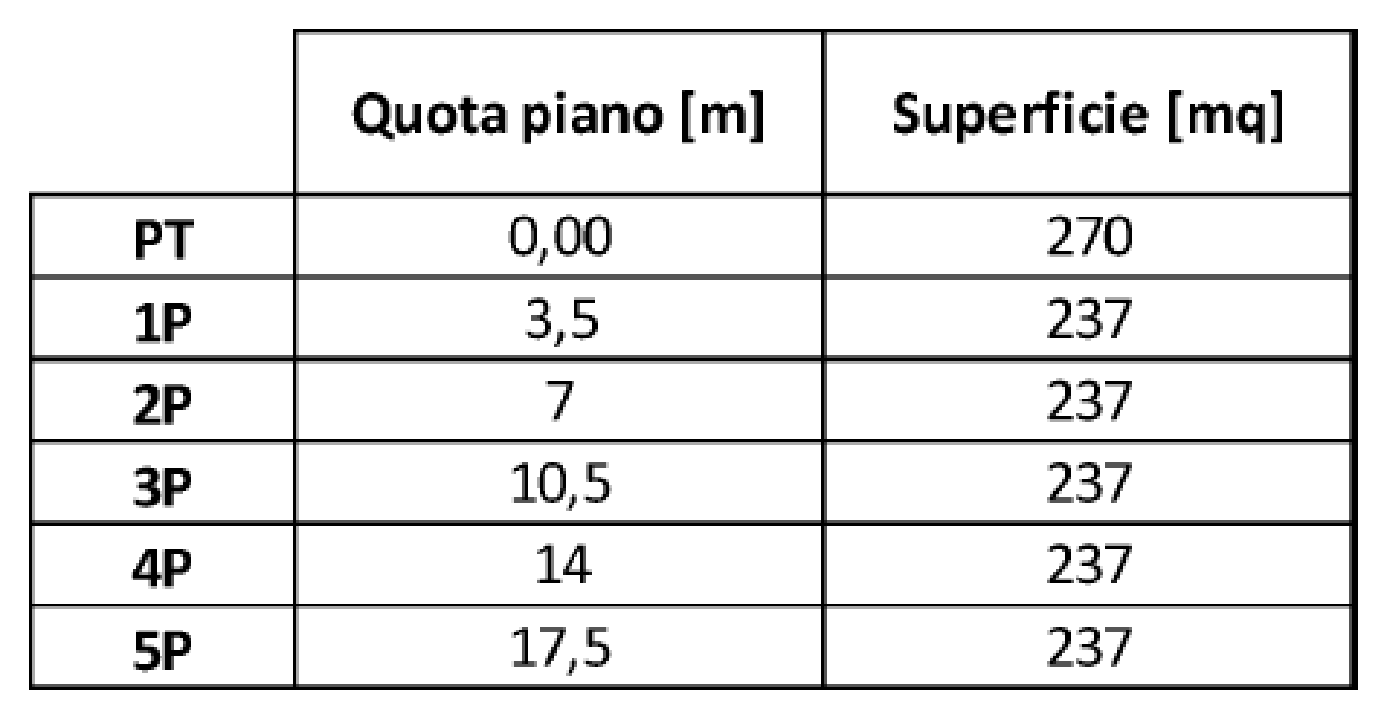 Quota piano [m] Superficie [mq]
PT 0,00 270
1P 3,5 237
2P 7 237
3P 10,5 237
4P 14 237
5P 17,5 237